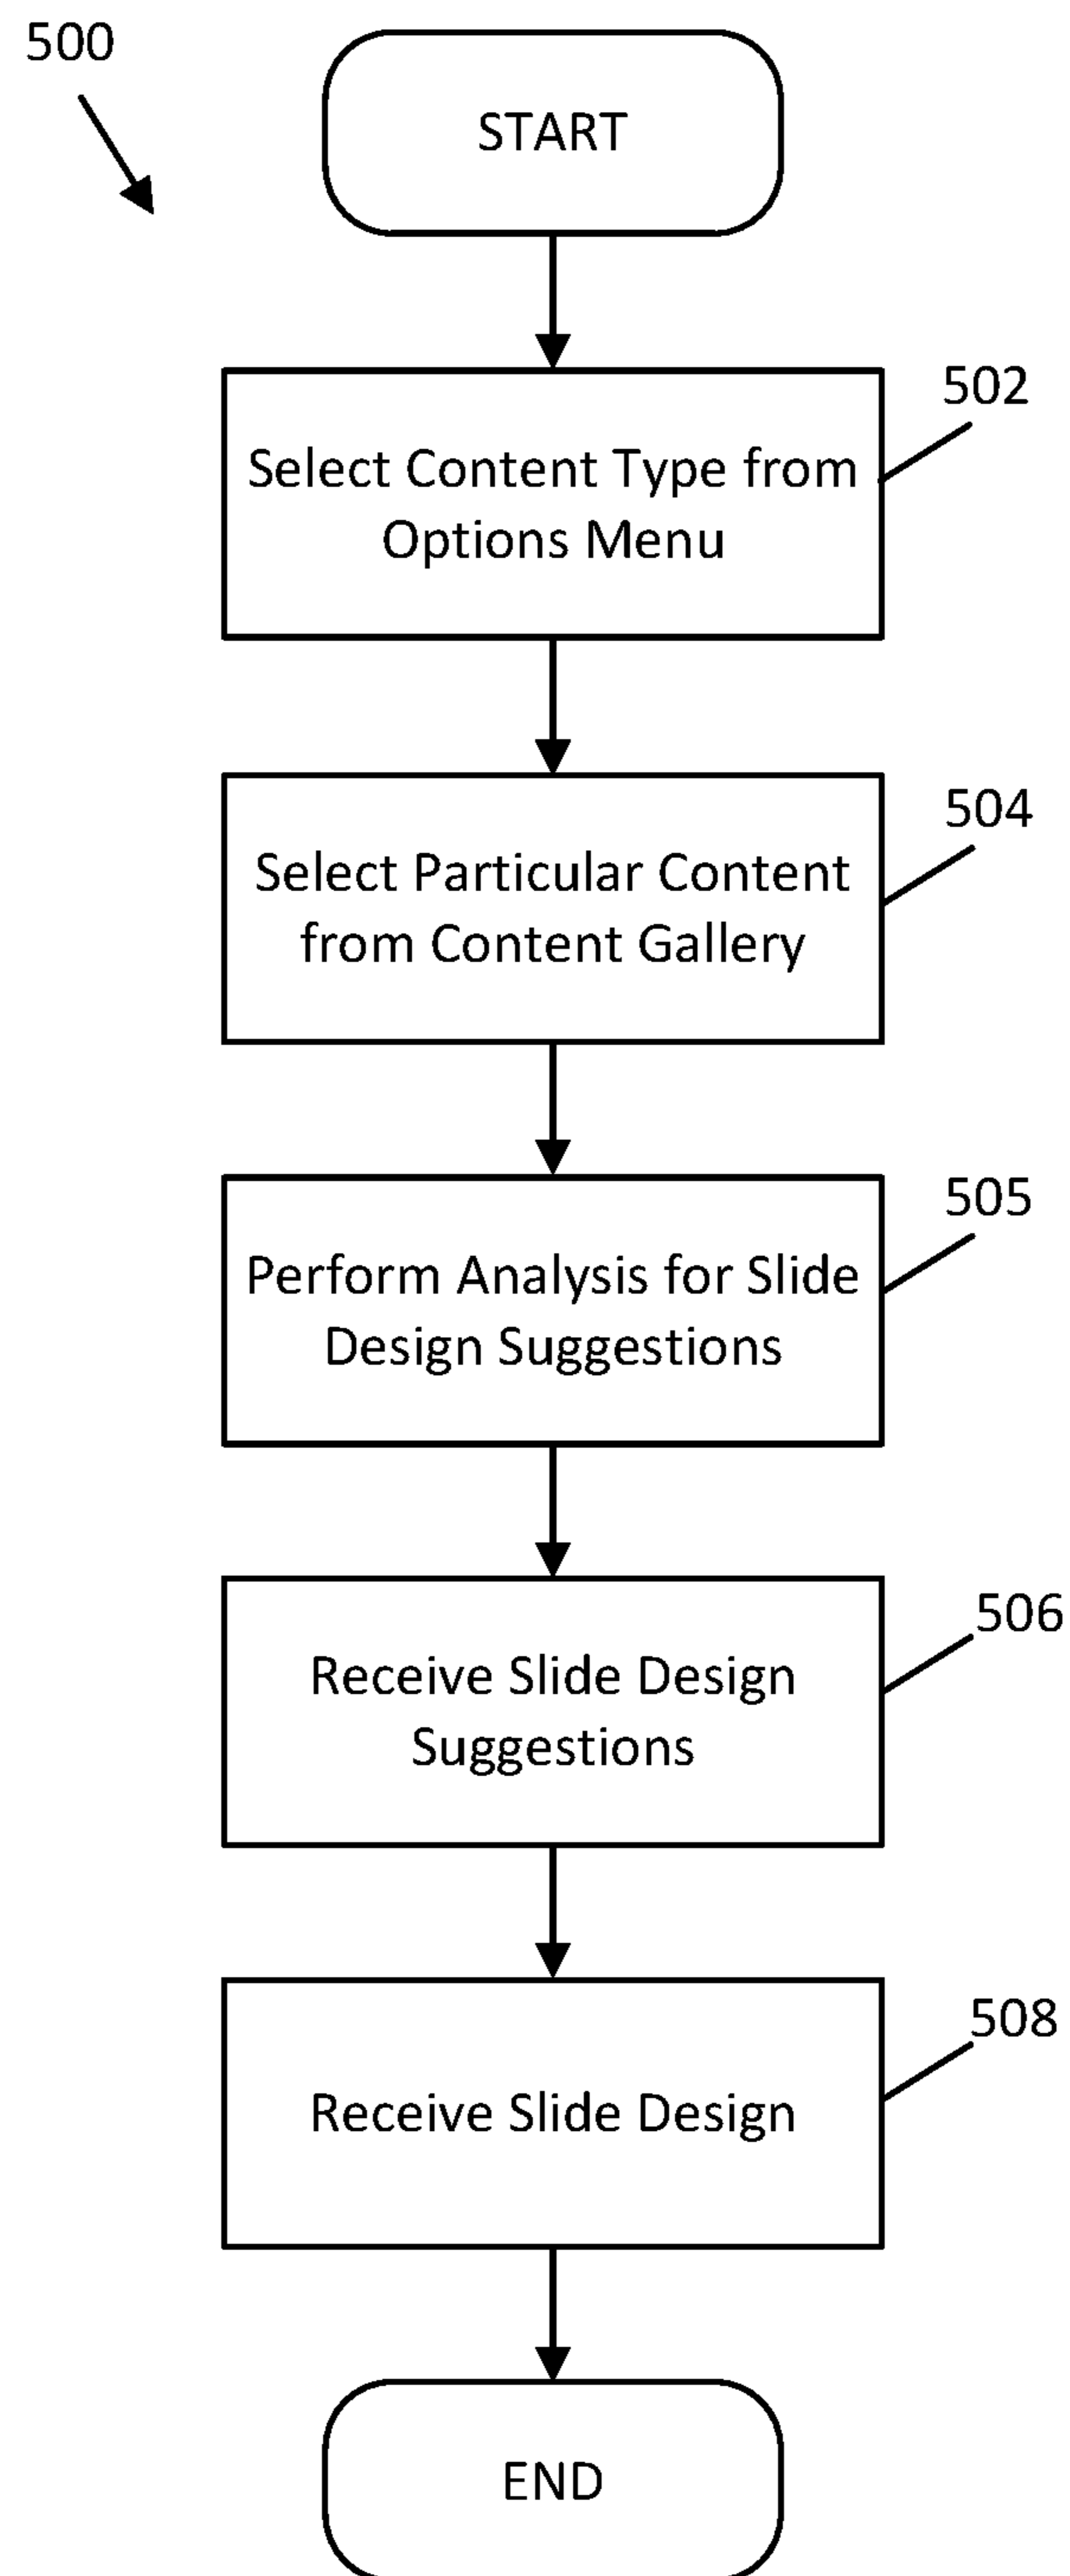 500
START
502
Select Content Type from
Options Menu
504
Select Particular Content
from Content Gallery
505
Perform Analysis for Slide
Design Suggestions
506
Receive Slide Design
Suggestions
508
Receive Slide Design
END